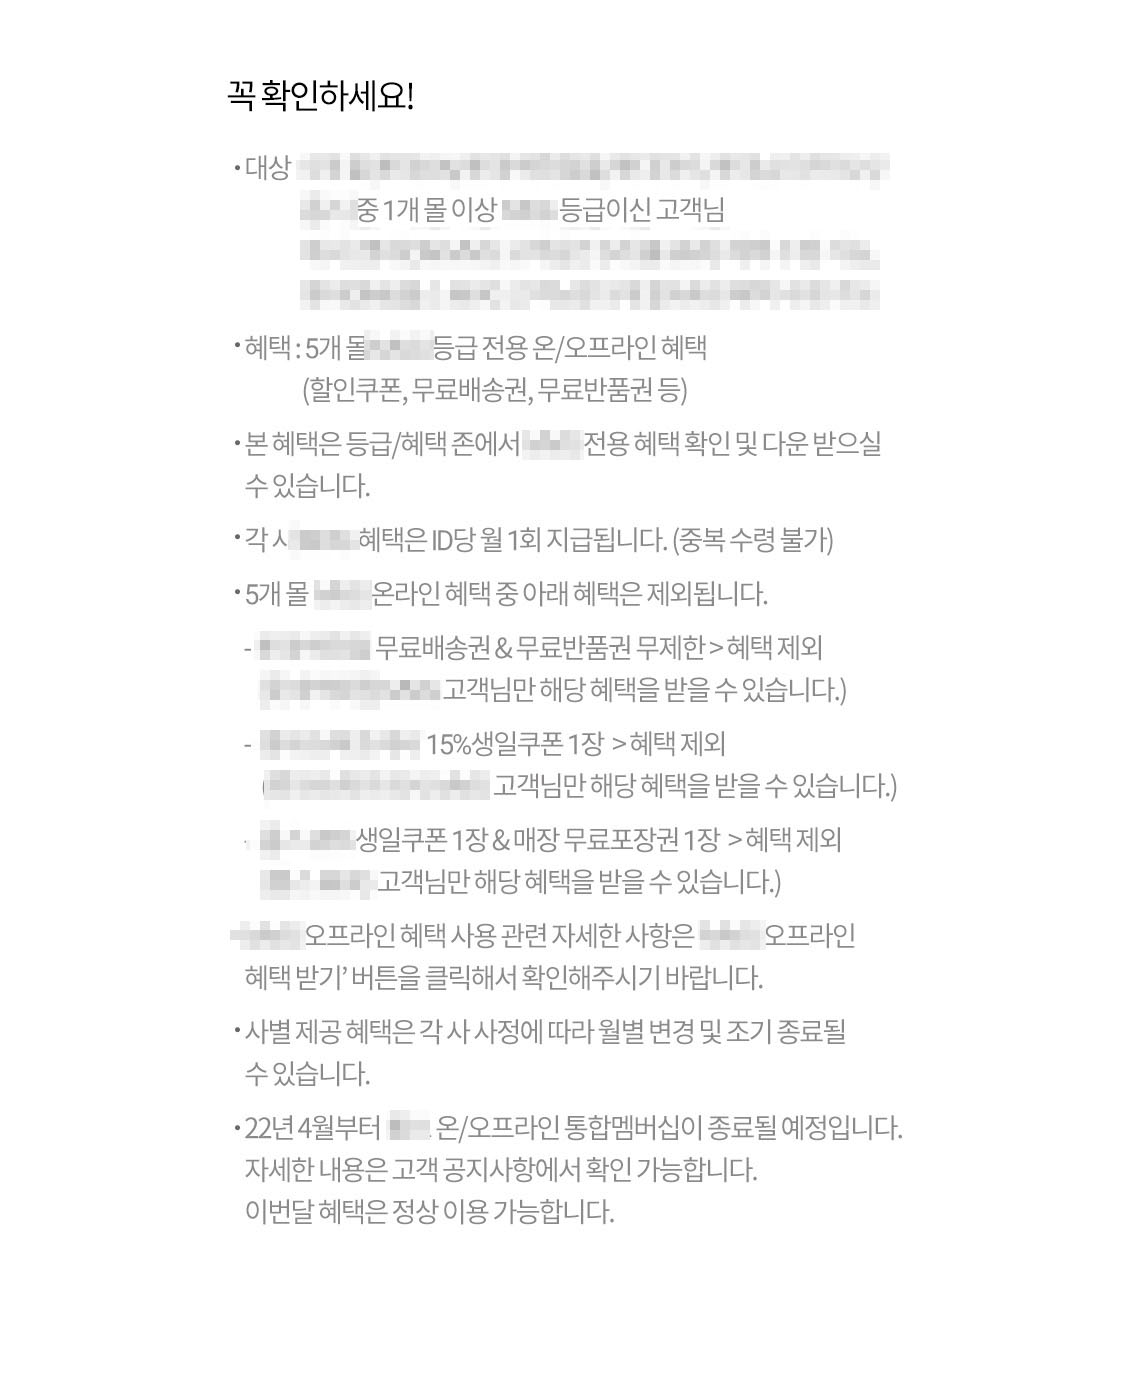 꼭 확인하세요!
• 대상
중 1개 몰 이상 등급이신 고객님
• 혜택 : 5개 몰 등급 전용 온/오프라인 혜택
(할인쿠폰, 무료배송권, 무료반품권 등)
• 본 혜택은 등급/혜택 존에서 전용 혜택 확인 및 다운 받으실
수 있습니다.
• 각 사 혜택은 ID당 월 1회 지급됩니다. (중복 수령 불가)
• 5개 몰 온라인 혜택 중 아래 혜택은 제외됩니다.
- 무료배송권 & 무료반품권 무제한 > 혜택 제외
고객님만 해당 혜택을 받을 수 있습니다.)
- 15%생일쿠폰 1장 > 혜택 제외
( 고객님만 해당 혜택을 받을 수 있습니다.)
- 생일쿠폰 1장 & 매장 무료포장권 1장 > 혜택 제외
고객님만 해당 혜택을 받을 수 있습니다.)
오프라인 혜택 사용 관련 자세한 사항은 오프라인
혜택 받기’ 버튼을 클릭해서 확인해주시기 바랍니다.
• 사별 제공 혜택은 각 사 사정에 따라 월별 변경 및 조기 종료될
수 있습니다.
• 22년 4월부터 온/오프라인 통합멤버십이 종료될 예정입니다.
자세한 내용은 고객 공지사항에서 확인 가능합니다.
이번달 혜택은 정상 이용 가능합니다.